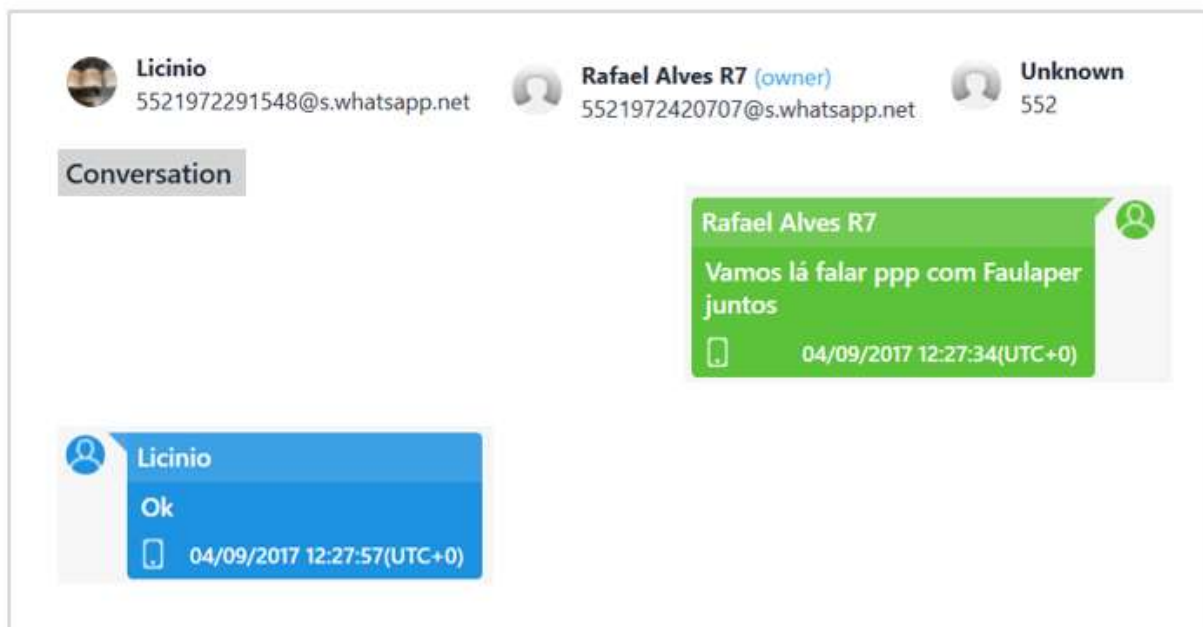 Licinio
5521972291548@s.whatsapp.net
Rafael Alves R7 (owner)
5521972420707@s.whatsapp.net
Unknown
552
Conversation
Rafael Alves R7
Vamos lá falar ppp com Faulaper
juntos
04/09/2017 12:27:34(UTC+0)
Licinio
Ok
04/09/2017 12:27:57(UTC+0)